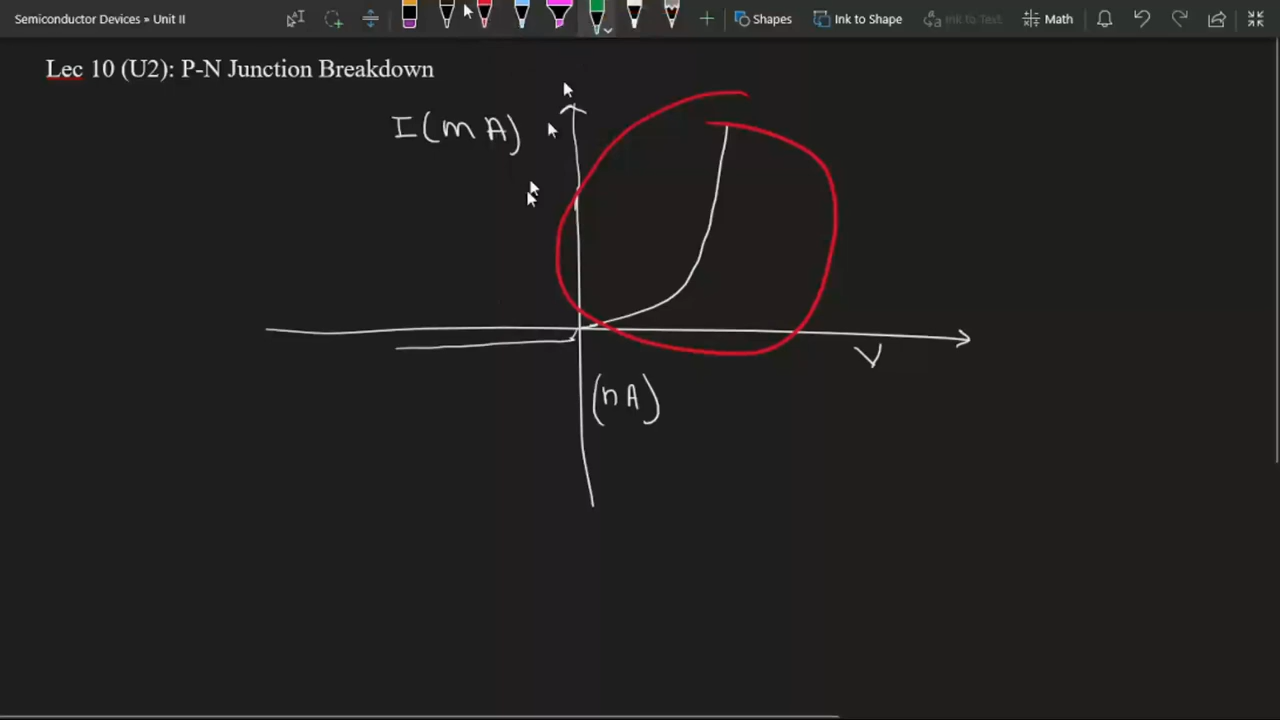 Semiconductor Devices » Unit II
Shapes
Ink to Shape
Ink to Text
Math
Lec 10 (U2): P-N Junction Breakdown
I (mA)
V
(nA)